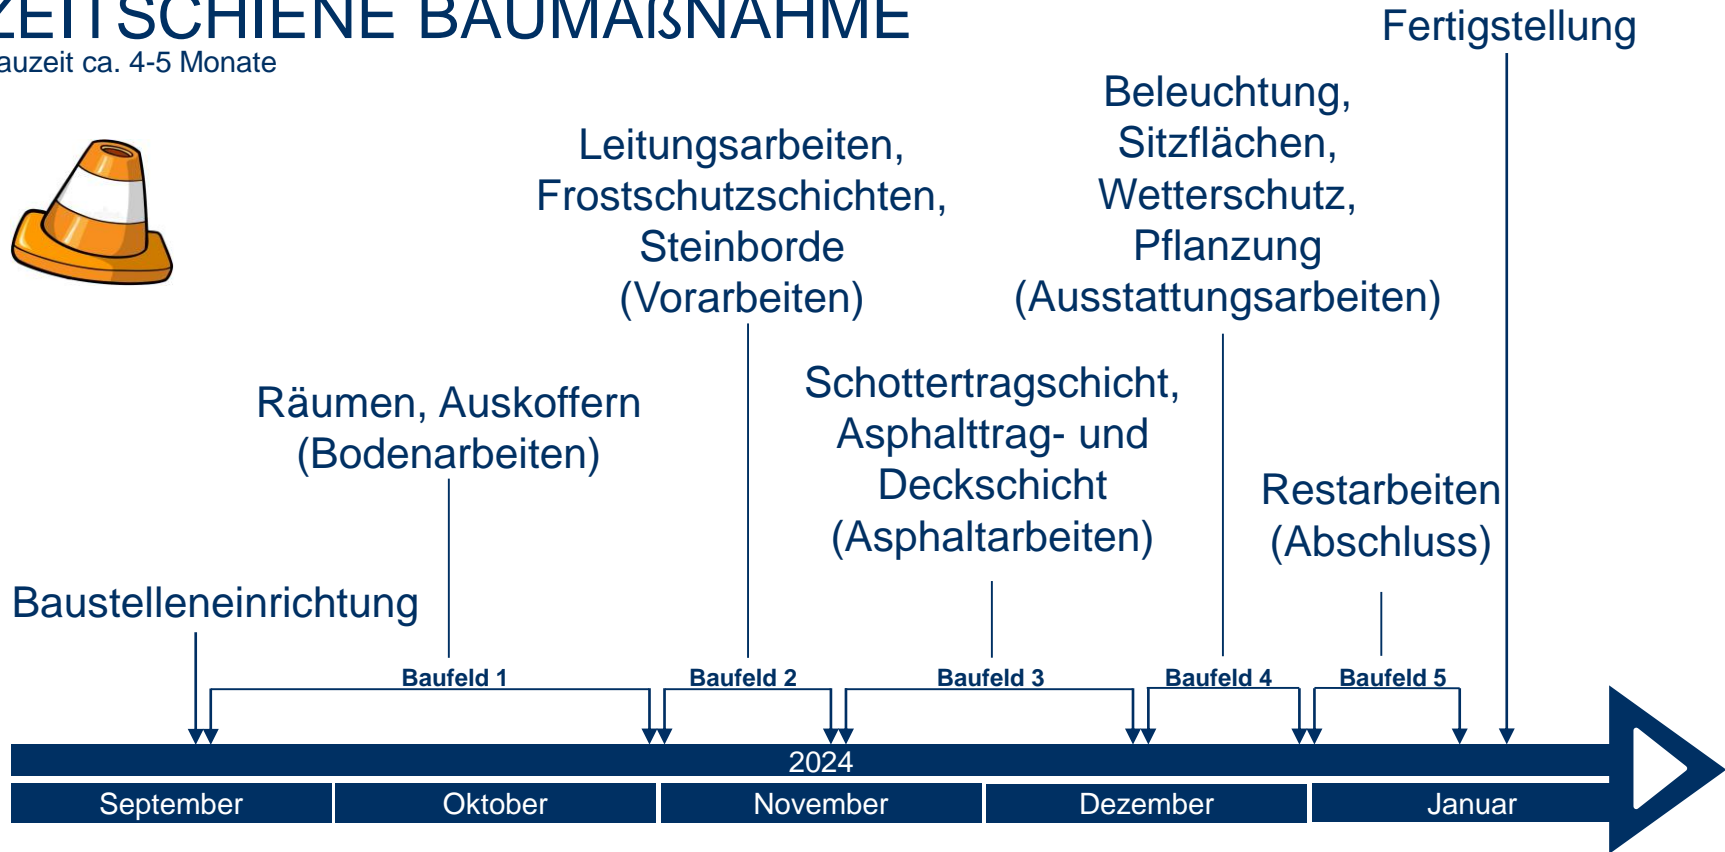 ZEITSCHIENE BAUMAßNAHME
auzeit ca. 4-5 Monate
Fertigstellung
Beleuchtung,
Sitzflächen,
Wetterschutz,
Pflanzung
(Ausstattungsarbeiten)
Leitungsarbeiten,
Frostschutzschichten,
Steinborde
(Vorarbeiten)
Schottertragschicht,
Asphalttrag- und
Deckschicht
(Asphaltarbeiten)
Räumen, Auskoffern
(Bodenarbeiten)
Restarbeiten
(Abschluss)
Baustelleneinrichtung
Baufeld 1
Baufeld 2
Baufeld 3
Baufeld 4
Baufeld 5
2024
September
Oktober
November
Dezember
Januar